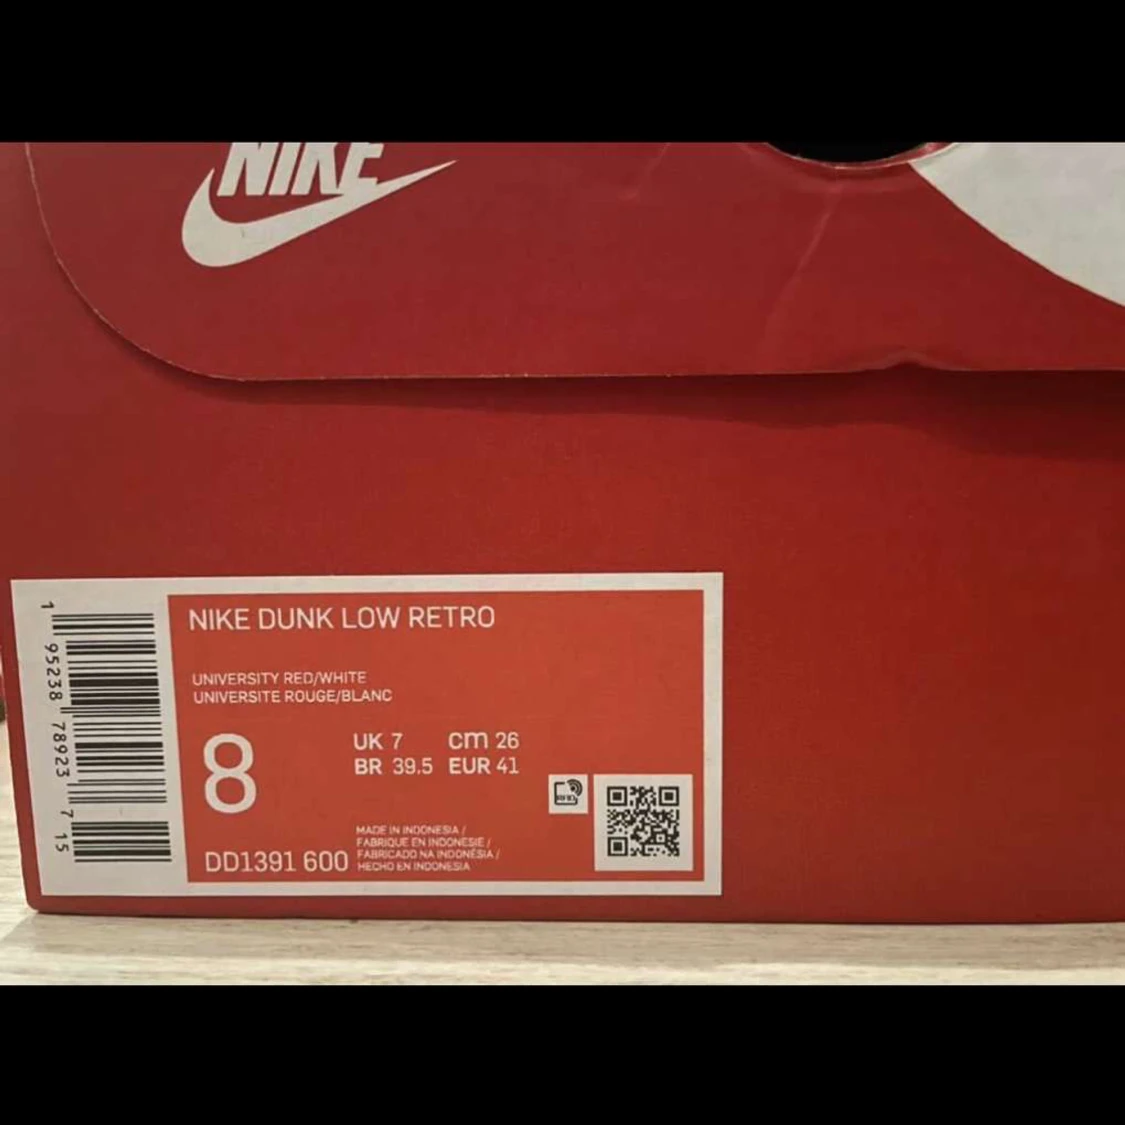 NIKE
NIKE DUNK LOW RETRO
UNIVERSITY RED/WHITE
UNIVERSITE ROUGE/BLANC
8
UK 7 cm 26
BR 39.5 EUR 41
RFID
MADE IN INDONESIA /
FABRIQUE EN INDONESIE /
FABRICADO NA INDONÉSIA /
HECHO EN INDONESIA
DD1391 600
1 95238 78923 7 15